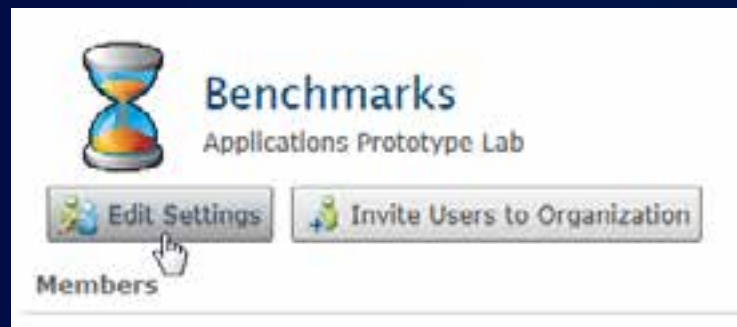 Benchmarks
Applications Prototype Lab
Edit Settings
Invite Users to Organization
Members